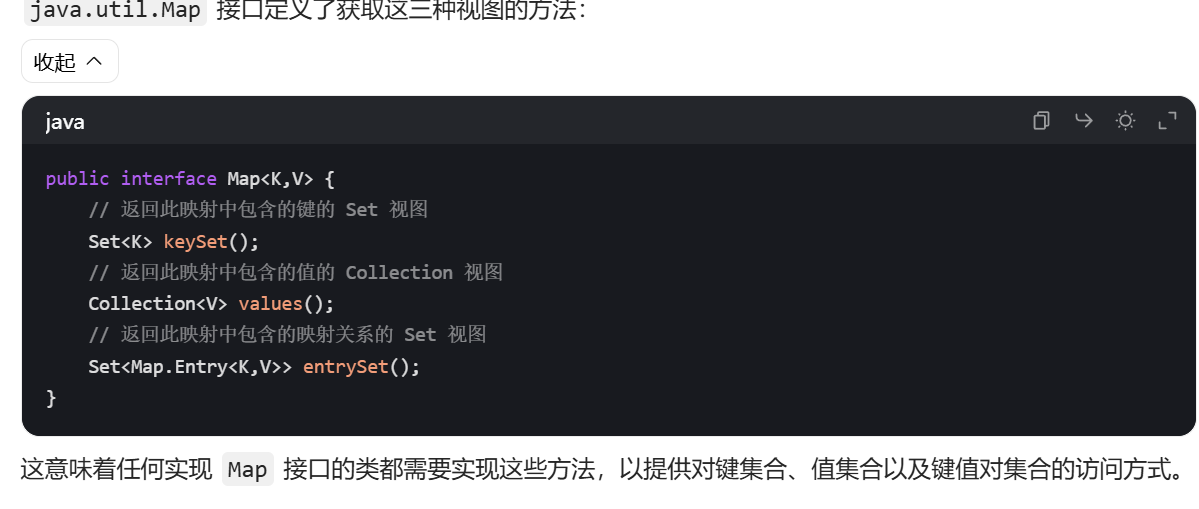 java.util.Map 接口定义了获取这三种视图的方法：
收起
java
public interface Map<K,V> {
    // 返回此映射中包含的键的 Set 视图
    Set<K> keySet();
    // 返回此映射中包含的值的 Collection 视图
    Collection<V> values();
    // 返回此映射中包含的映射关系的 Set 视图
    Set<Map.Entry<K,V>> entrySet();
}
这意味着任何实现 Map 接口的类都需要实现这些方法，以提供对键集合、值集合以及键值对集合的访问方式。